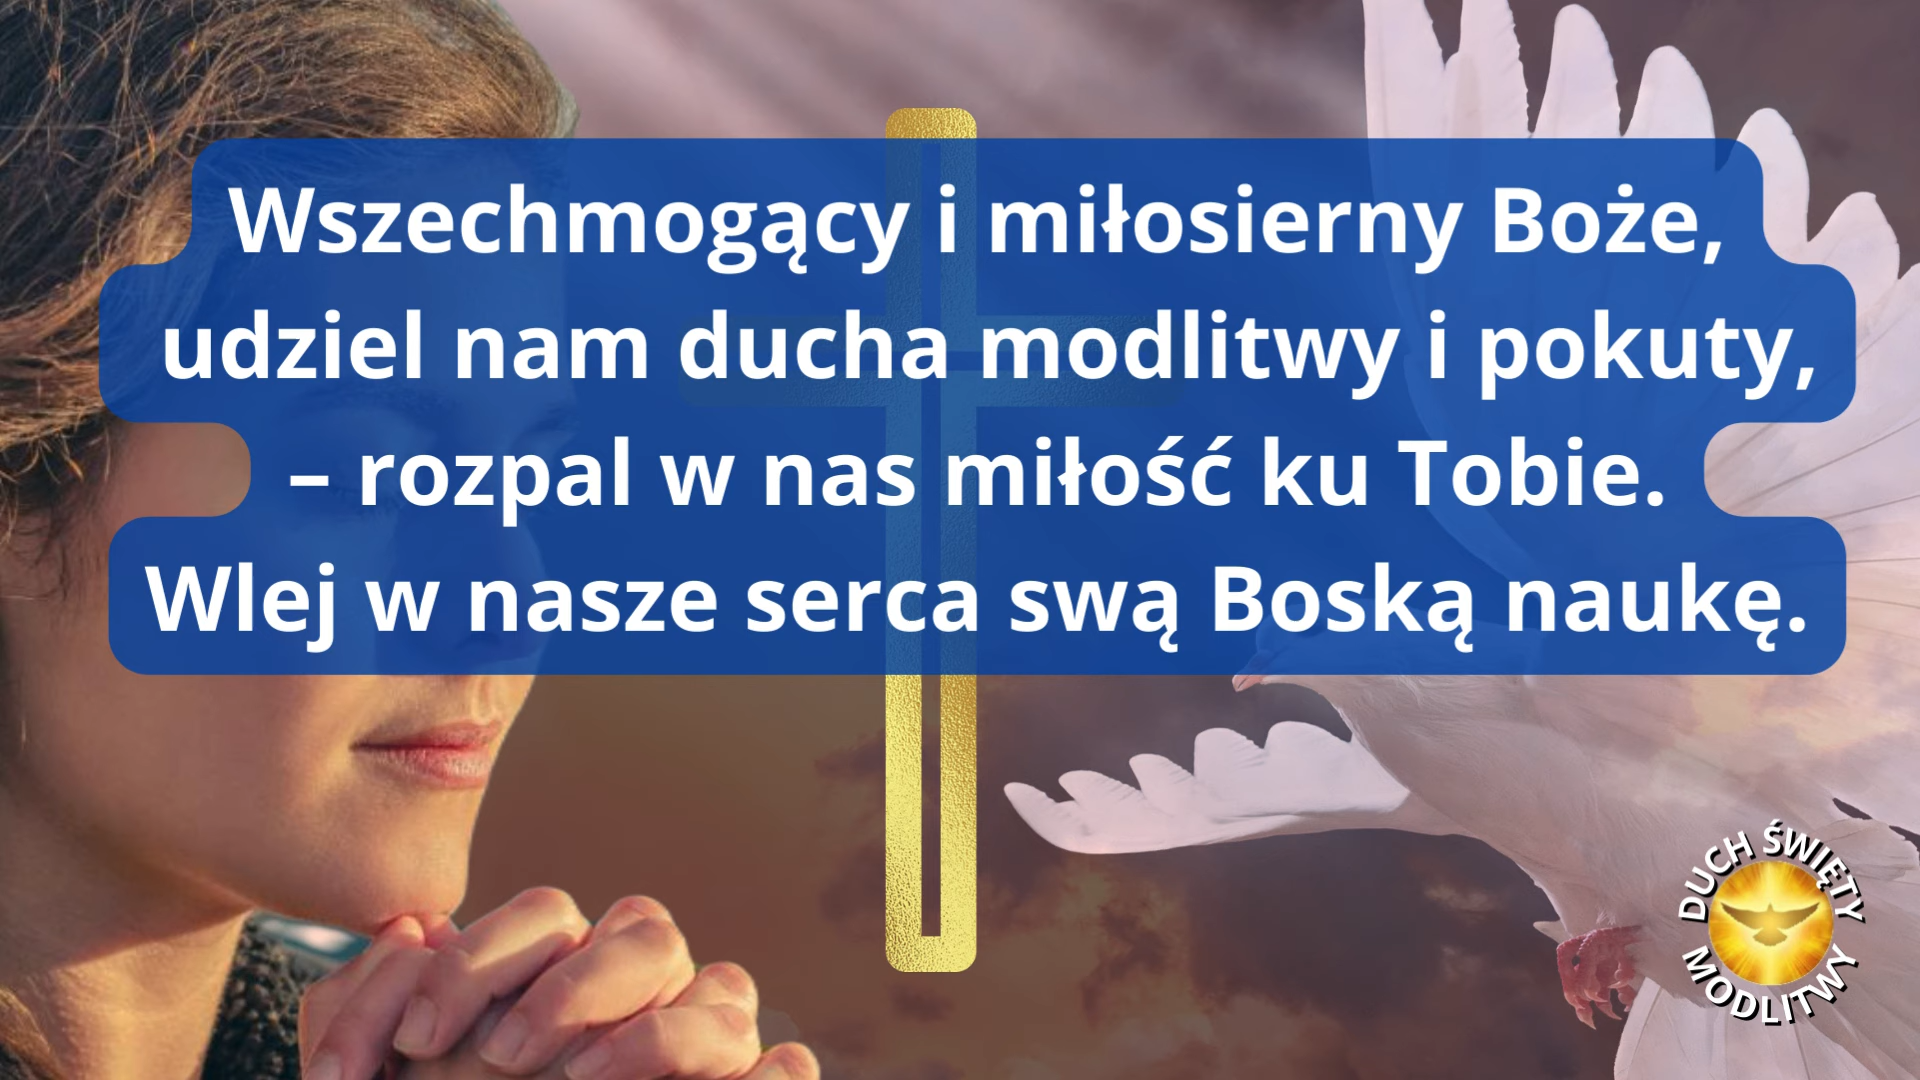 Wszechmogący i miłosierny Boże,
udziel nam ducha modlitwy i pokuty,
– rozpal w nas miłość ku Tobie.
Wlej w nasze serca swą Boską naukę.
DUCH ŚWIĘTY
MODLITWY